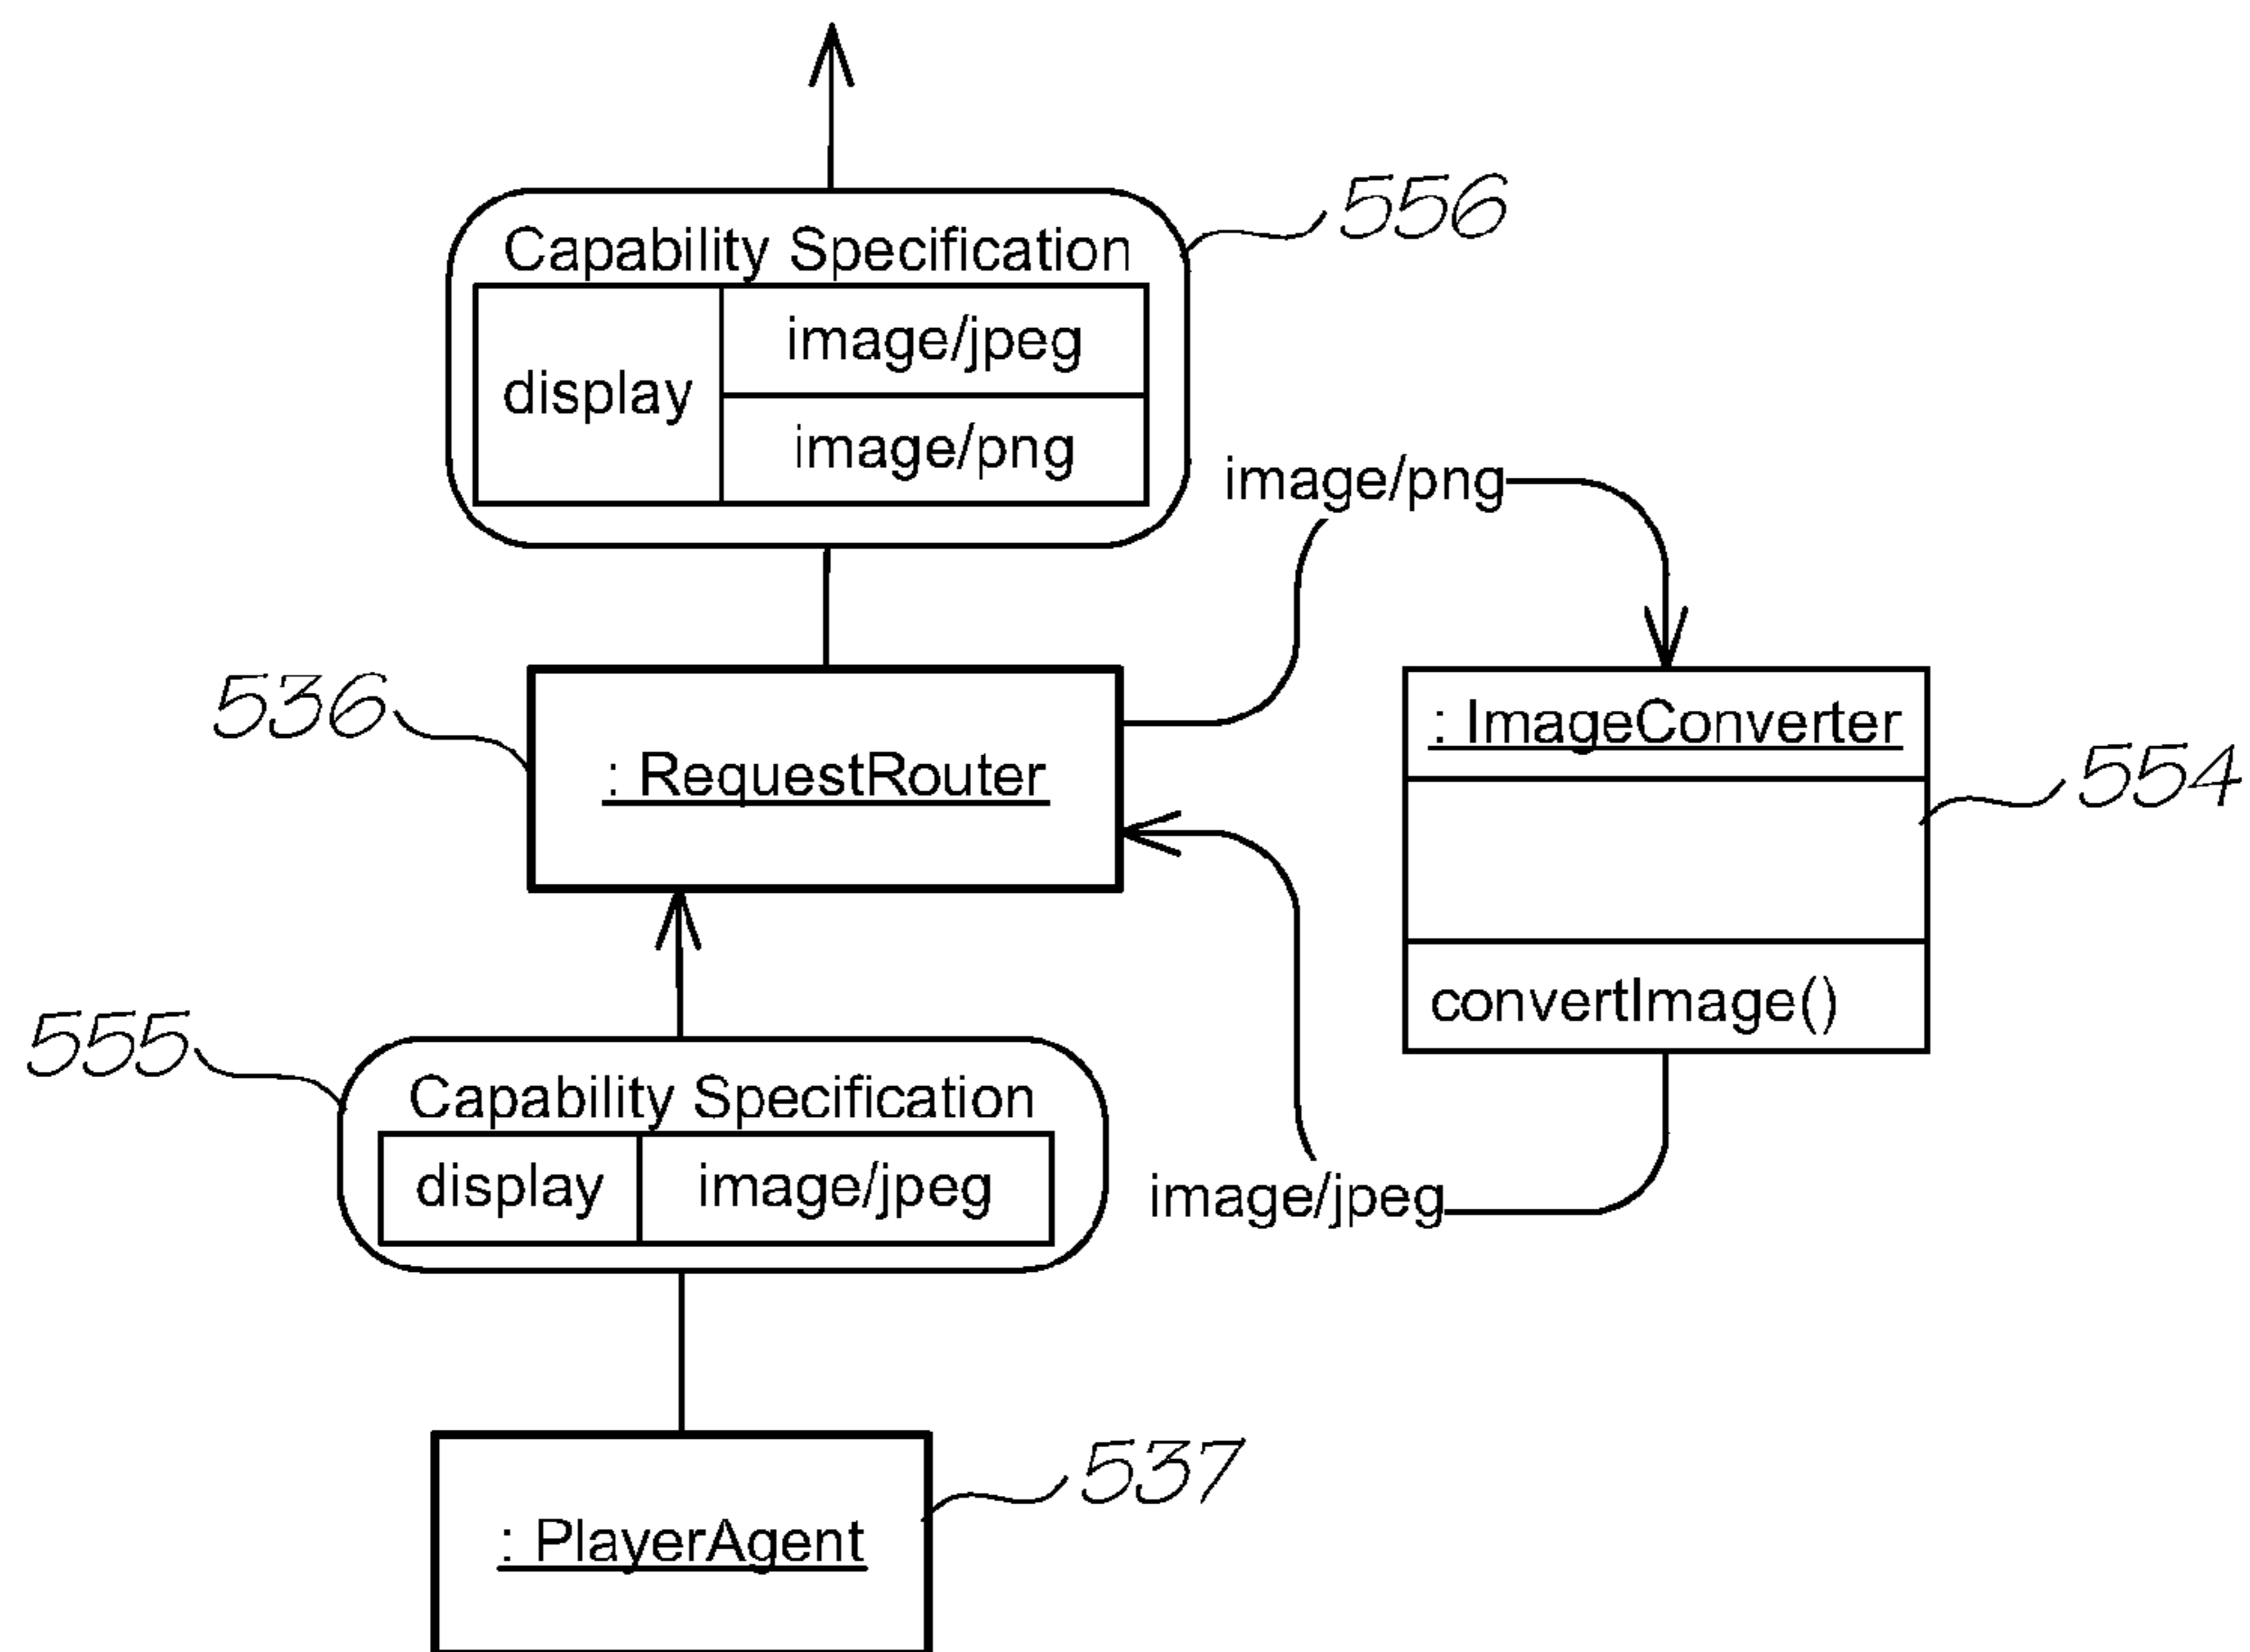 556
Capability Specification
display
image/jpeg
image/png
image/png
536
: RequestRouter
: ImageConverter
554
convertImage()
555
Capability Specification
display
image/jpeg
image/jpeg
537
: PlayerAgent